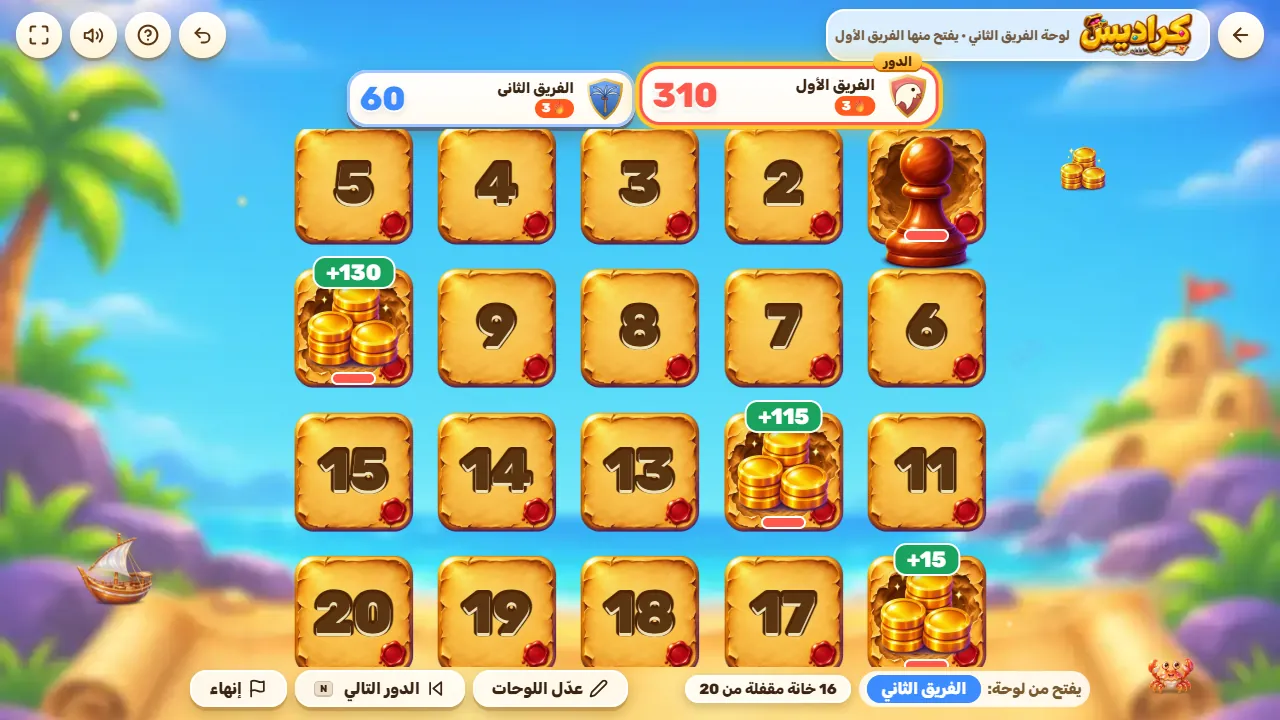 كراديس
لوحة الفريق الثاني • يفتح منها الفريق الأول
الدور
الفريق الأول
3
310
الفريق الثانى
3
60
2
3
4
5
6
7
8
9
+130
11
+115
13
14
15
+15
17
18
19
20
يفتح من لوحة:
الفريق الثاني
16 خانة مقفلة من 20
عدّل اللوحات
الدور التالي N
إنهاء